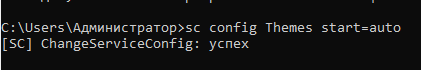 C:\Users\Администратор>sc config Themes start=auto
[SC] ChangeServiceConfig: успех